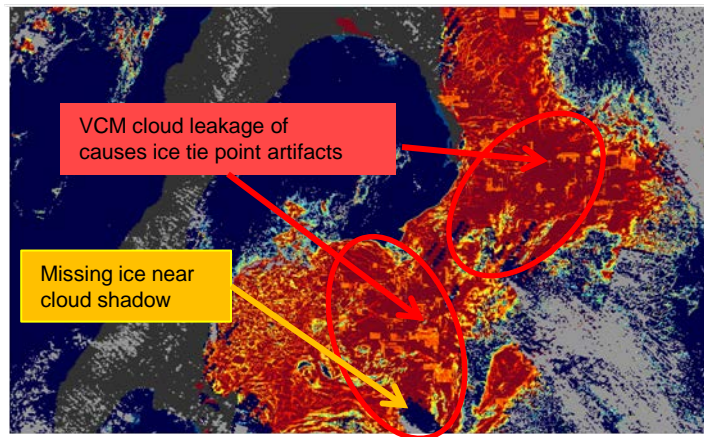 VCM cloud leakage of
causes ice tie point artifacts
Missing ice near
cloud shadow